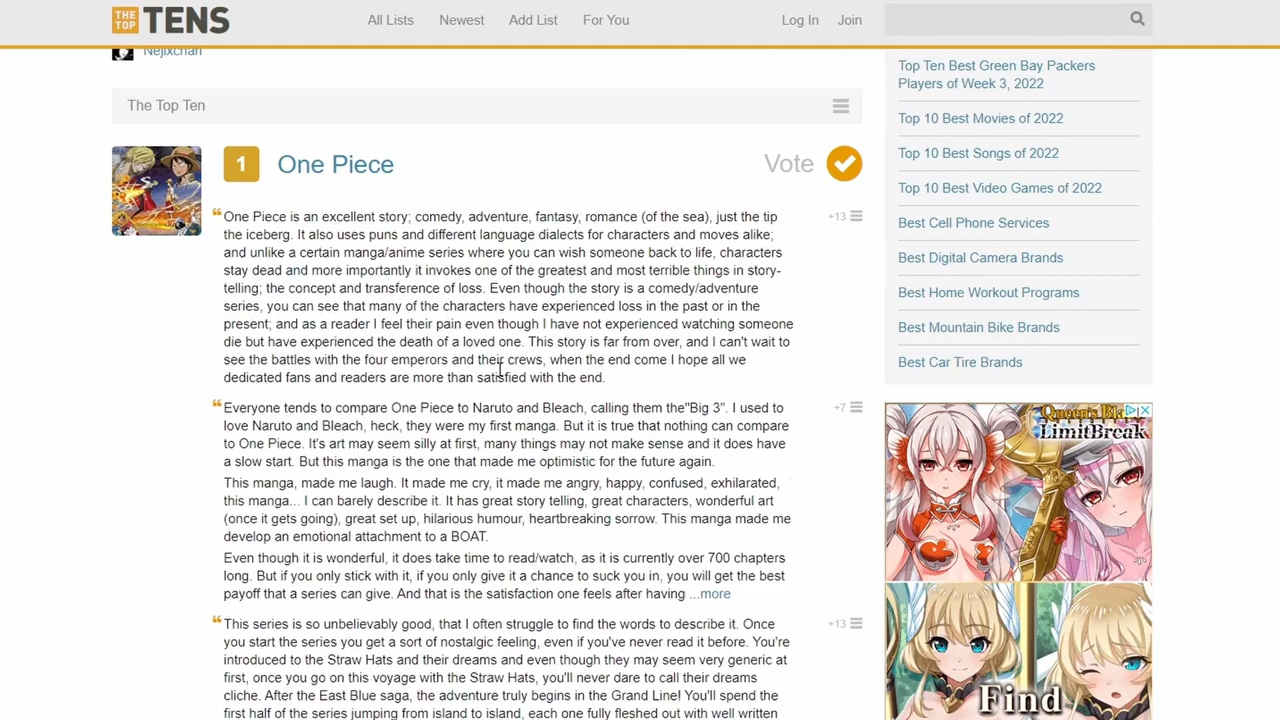 THE TOP TENS
All Lists Newest Add List For You Log In Join
Nejixchan
The Top Ten
1 One Piece Vote
One Piece is an excellent story; comedy, adventure, fantasy, romance (of the sea), just the tip +13
the iceberg. It also uses puns and different language dialects for characters and moves alike;
and unlike a certain manga/anime series where you can wish someone back to life, characters
stay dead and more importantly it invokes one of the greatest and most terrible things in story-
telling; the concept and transference of loss. Even though the story is a comedy/adventure
series, you can see that many of the characters have experienced loss in the past or in the
present; and as a reader I feel their pain even though I have not experienced watching someone
die but have experienced the death of a loved one. This story is far from over, and I can't wait to
see the battles with the four emperors and their crews, when the end come I hope all we
dedicated fans and readers are more than satisfied with the end.
Everyone tends to compare One Piece to Naruto and Bleach, calling them the"Big 3". I used to +7
love Naruto and Bleach, heck, they were my first manga. But it is true that nothing can compare
to One Piece. It's art may seem silly at first, many things may not make sense and it does have
a slow start. But this manga is the one that made me optimistic for the future again.
This manga, made me laugh. It made me cry, it made me angry, happy, confused, exhilarated,
this manga... I can barely describe it. It has great story telling, great characters, wonderful art
(once it gets going), great set up, hilarious humour, heartbreaking sorrow. This manga made me
develop an emotional attachment to a BOAT.
Even though it is wonderful, it does take time to read/watch, as it is currently over 700 chapters
long. But if you only stick with it, if you only give it a chance to suck you in, you will get the best
payoff that a series can give. And that is the satisfaction one feels after having ...more
This series is so unbelievably good, that I often struggle to find the words to describe it. Once +13
you start the series you get a sort of nostalgic feeling, even if you've never read it before. You're
introduced to the Straw Hats and their dreams and even though they may seem very generic at
first, once you go on this voyage with the Straw Hats, you'll never dare to call their dreams
cliche. After the East Blue saga, the adventure truly begins in the Grand Line! You'll spend the
first half of the series jumping from island to island, each one fully fleshed out with well written
Top Ten Best Green Bay Packers
Players of Week 3, 2022
Top 10 Best Movies of 2022
Top 10 Best Songs of 2022
Top 10 Best Video Games of 2022
Best Cell Phone Services
Best Digital Camera Brands
Best Home Workout Programs
Best Mountain Bike Brands
Best Car Tire Brands
Queen's
LimitBreak
Find